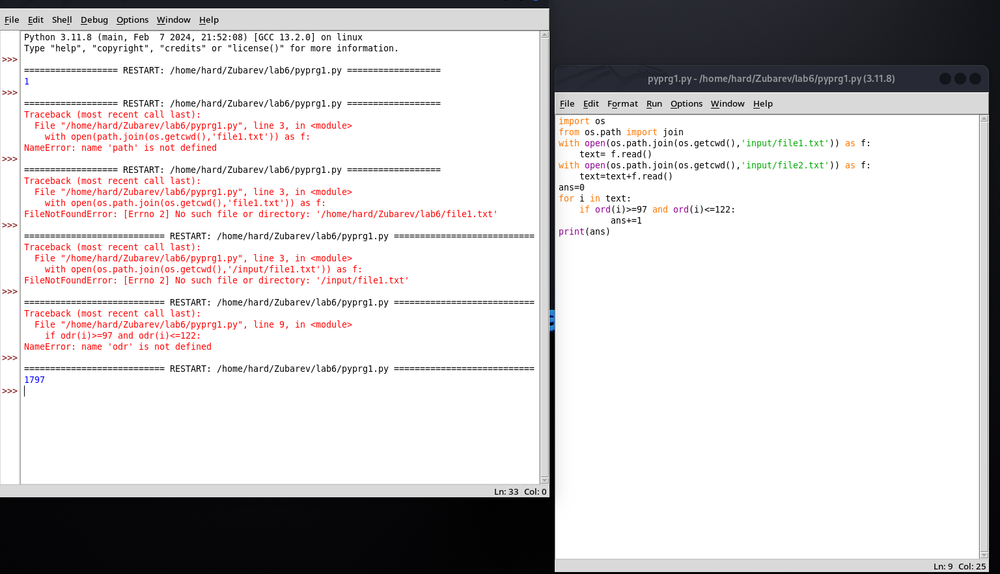 File Edit Shell Debug Options Window Help
Python 3.11.8 (main, Feb  7 2024, 21:52:08) [GCC 13.2.0] on linux
Type "help", "copyright", "credits" or "license()" for more information.
>>>
================== RESTART: /home/hard/Zubarev/lab6/pyprg1.py ==================
1
>>>
================== RESTART: /home/hard/Zubarev/lab6/pyprg1.py ==================
Traceback (most recent call last):
  File "/home/hard/Zubarev/lab6/pyprg1.py", line 3, in <module>
    with open(path.join(os.getcwd(),'file1.txt')) as f:
NameError: name 'path' is not defined
>>>
================== RESTART: /home/hard/Zubarev/lab6/pyprg1.py ==================
Traceback (most recent call last):
  File "/home/hard/Zubarev/lab6/pyprg1.py", line 3, in <module>
    with open(os.path.join(os.getcwd(),'file1.txt')) as f:
FileNotFoundError: [Errno 2] No such file or directory: '/home/hard/Zubarev/lab6/file1.txt'
>>>
=========================== RESTART: /home/hard/Zubarev/lab6/pyprg1.py ===========================
Traceback (most recent call last):
  File "/home/hard/Zubarev/lab6/pyprg1.py", line 3, in <module>
    with open(os.path.join(os.getcwd(),'/input/file1.txt')) as f:
FileNotFoundError: [Errno 2] No such file or directory: '/input/file1.txt'
>>>
=========================== RESTART: /home/hard/Zubarev/lab6/pyprg1.py ===========================
Traceback (most recent call last):
  File "/home/hard/Zubarev/lab6/pyprg1.py", line 9, in <module>
    if odr(i)>=97 and odr(i)<=122:
NameError: name 'odr' is not defined
>>>
=========================== RESTART: /home/hard/Zubarev/lab6/pyprg1.py ===========================
1797
>>>
Ln: 33 Col: 0
pyprg1.py - /home/hard/Zubarev/lab6/pyprg1.py (3.11.8)
File Edit Format Run Options Window Help
import os
from os.path import join
with open(os.path.join(os.getcwd(),'input/file1.txt')) as f:
    text= f.read()
with open(os.path.join(os.getcwd(),'input/file2.txt')) as f:
    text=text+f.read()
ans=0
for i in text:
    if ord(i)>=97 and ord(i)<=122:
          ans+=1
print(ans)
Ln: 9 Col: 25